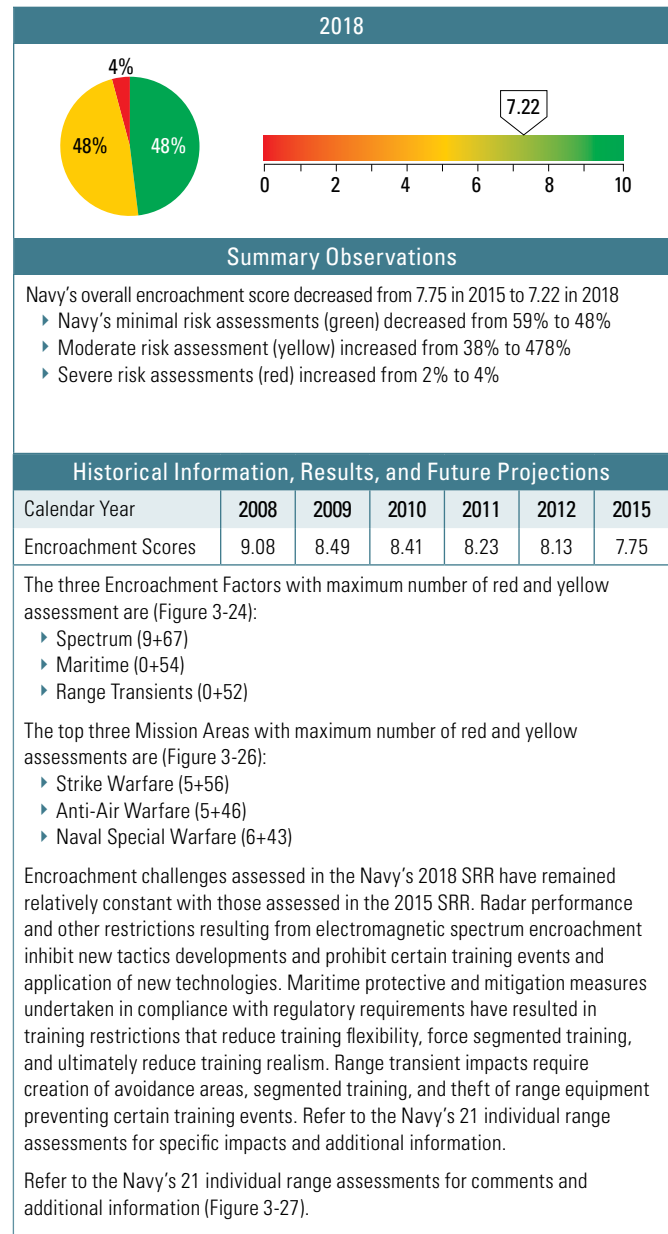 2018
4%
48%
48%
7.22
0 2 4 6 8 10
Summary Observations
Navy's overall encroachment score decreased from 7.75 in 2015 to 7.22 in 2018
Navy's minimal risk assessments (green) decreased from 59% to 48%
Moderate risk assessment (yellow) increased from 38% to 478%
Severe risk assessments (red) increased from 2% to 4%
Historical Information, Results, and Future Projections
Calendar Year 2008 2009 2010 2011 2012 2015
Encroachment Scores 9.08 8.49 8.41 8.23 8.13 7.75
The three Encroachment Factors with maximum number of red and yellow
assessment are (Figure 3-24):
Spectrum (9+67)
Maritime (0+54)
Range Transients (0+52)
The top three Mission Areas with maximum number of red and yellow
assessments are (Figure 3-26):
Strike Warfare (5+56)
Anti-Air Warfare (5+46)
Naval Special Warfare (6+43)
Encroachment challenges assessed in the Navy's 2018 SRR have remained
relatively constant with those assessed in the 2015 SRR. Radar performance
and other restrictions resulting from electromagnetic spectrum encroachment
inhibit new tactics developments and prohibit certain training events and
application of new technologies. Maritime protective and mitigation measures
undertaken in compliance with regulatory requirements have resulted in
training restrictions that reduce training flexibility, force segmented training,
and ultimately reduce training realism. Range transient impacts require
creation of avoidance areas, segmented training, and theft of range equipment
preventing certain training events. Refer to the Navy's 21 individual range
assessments for specific impacts and additional information.
Refer to the Navy's 21 individual range assessments for comments and
additional information (Figure 3-27).